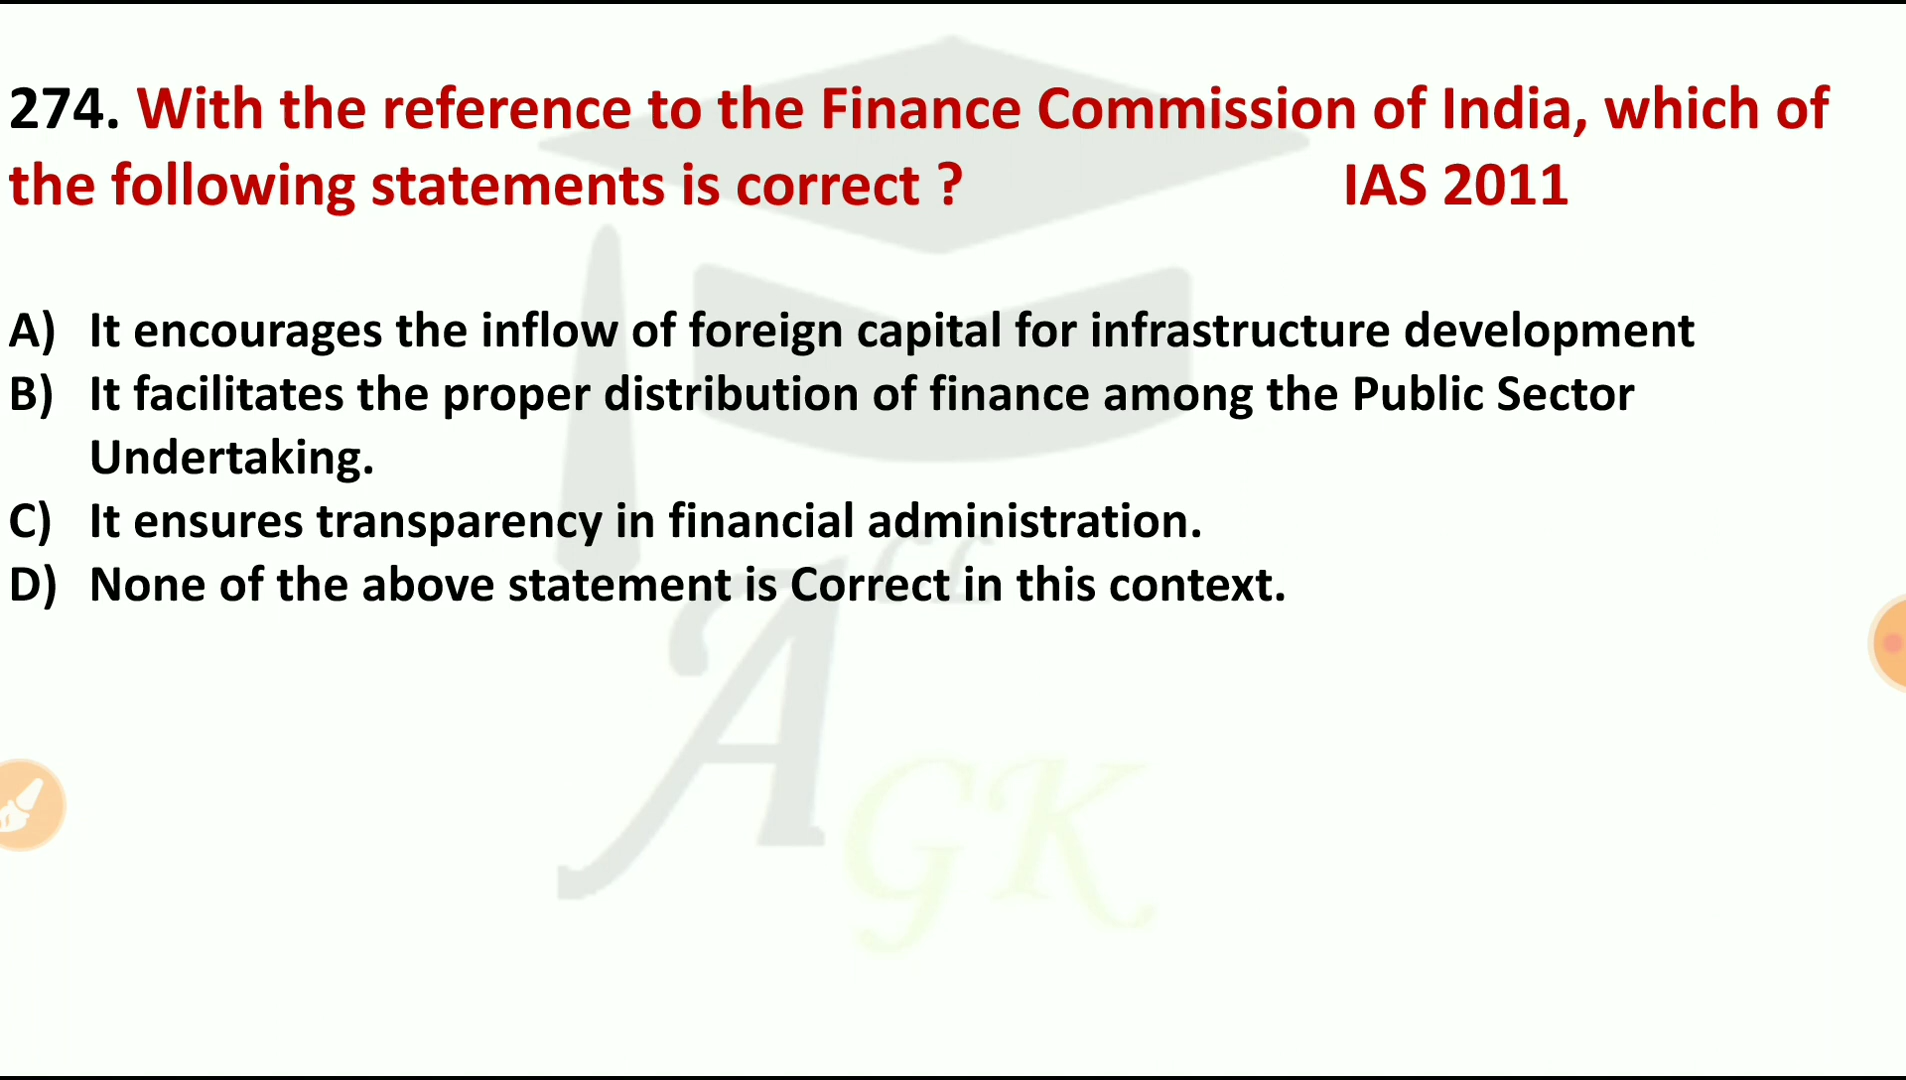 274. With the reference to the Finance Commission of India, which of
the following statements is correct ? IAS 2011
A) It encourages the inflow of foreign capital for infrastructure development
B) It facilitates the proper distribution of finance among the Public Sector
Undertaking.
C) It ensures transparency in financial administration.
D) None of the above statement is Correct in this context.
A CC
GK